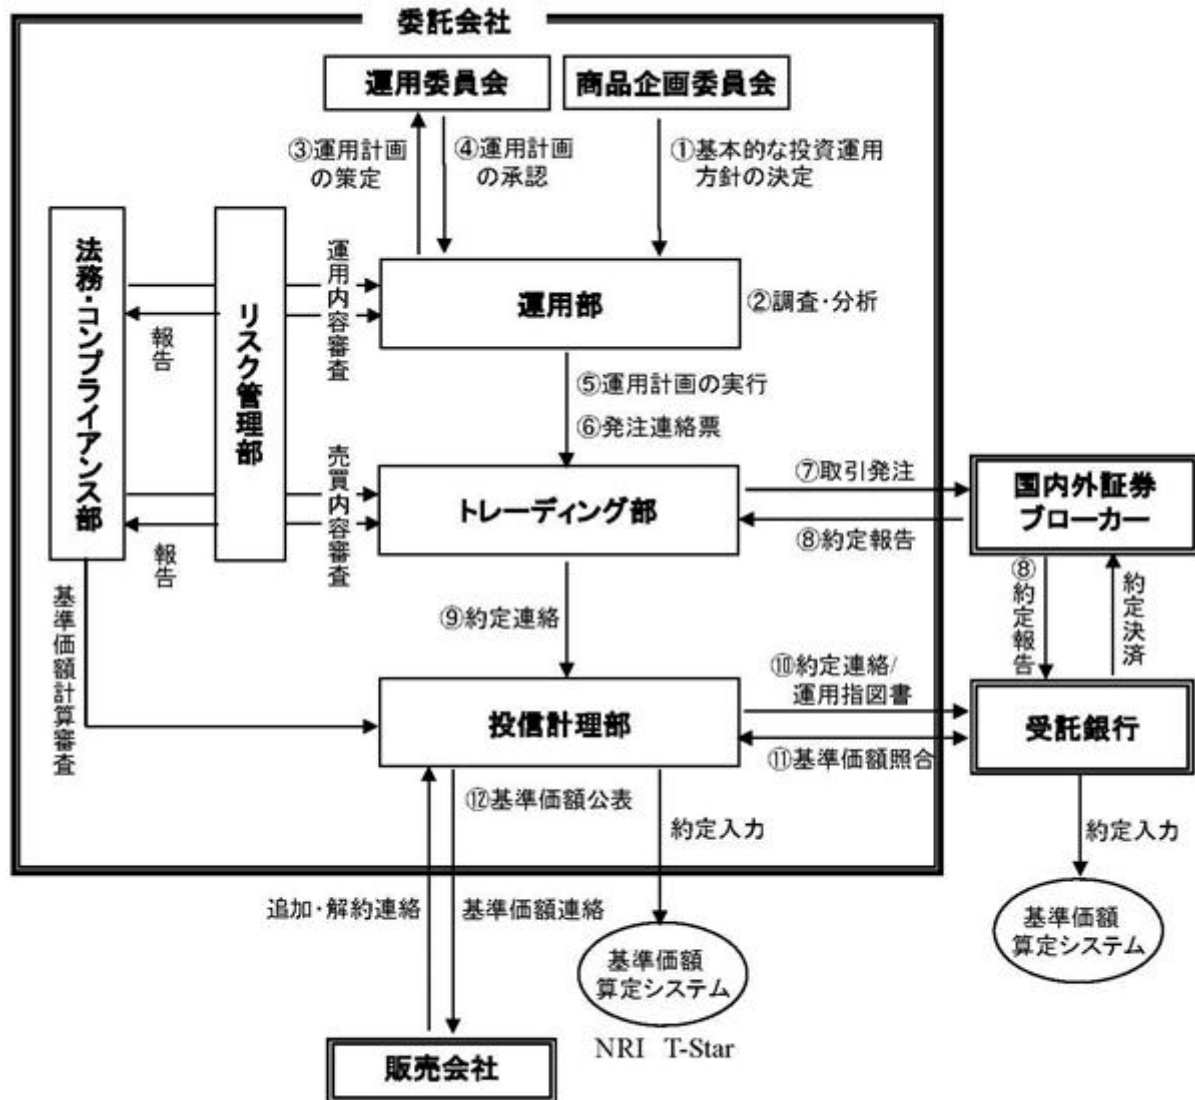 委託会社
運用委員会
商品企画委員会
③運用計画
の策定
④運用計画
の承認
①基本的な投資運用
方針の決定
法務・コンプライアンス部
リスク管理部
運用内容審査
報告
運用部
②調査・分析
⑤運用計画の実行
⑥発注連絡票
売買内容審査
報告
トレーディング部
⑦取引発注
⑧約定報告
国内外証券
ブローカー
⑧約定報告
約定決済
基準価額計算審査
⑨約定連絡
⑩約定連絡/
運用指図書
投信計理部
⑪基準価額照合
受託銀行
⑫基準価額公表
約定入力
約定入力
追加・解約連絡
基準価額連絡
基準価額
算定システム
基準価額
算定システム
NRI T-Star
販売会社